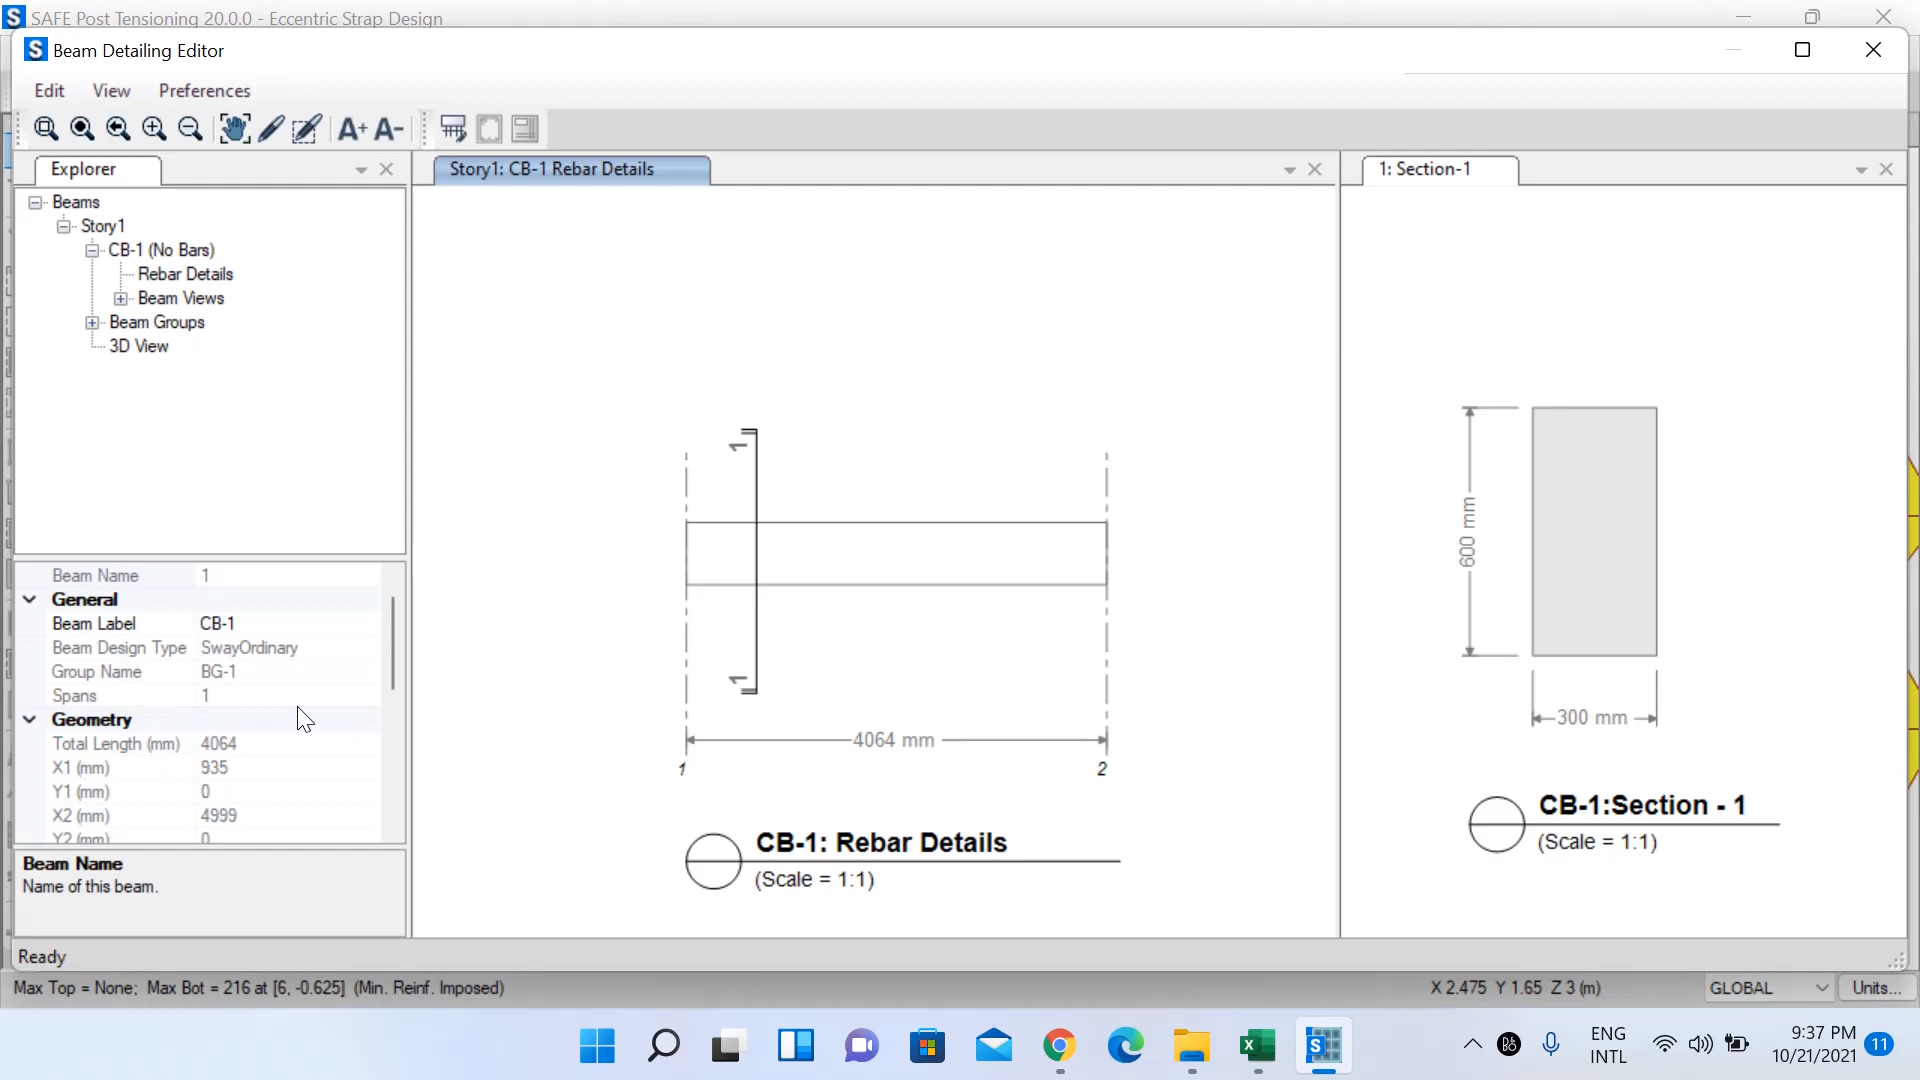 SAFE Post Tensioning 20.0.0 - Eccentric Strap Design
Beam Detailing Editor
Edit View Preferences
A+ A-
Explorer
Story1: CB-1 Rebar Details
1: Section-1
Beams
Story1
CB-1 (No Bars)
Rebar Details
Beam Views
Beam Groups
3D View
Beam Name 1
General
Beam Label CB-1
Beam Design Type SwayOrdinary
Group Name BG-1
Spans 1
Geometry
Total Length (mm) 4064
X1 (mm) 935
Y1 (mm) 0
X2 (mm) 4999
Y2 (mm) 0
Beam Name
Name of this beam.
1
1
4064 mm
1 2
CB-1: Rebar Details
(Scale = 1:1)
600 mm
300 mm
CB-1:Section - 1
(Scale = 1:1)
Ready
Max Top = None; Max Bot = 216 at [6, -0.625] (Min. Reinf. Imposed)
X 2.475 Y 1.65 Z 3 (m)
GLOBAL
Units...
ENG
INTL
9:37 PM
10/21/2021
11